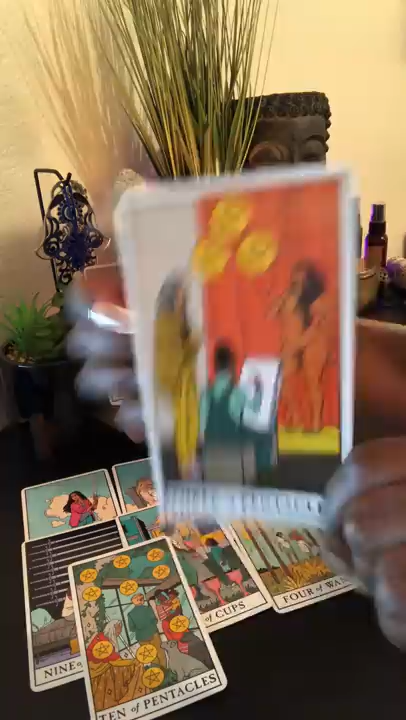 NINE
OF CUPS
FOUR OF WA
TEN OF PENTACLES